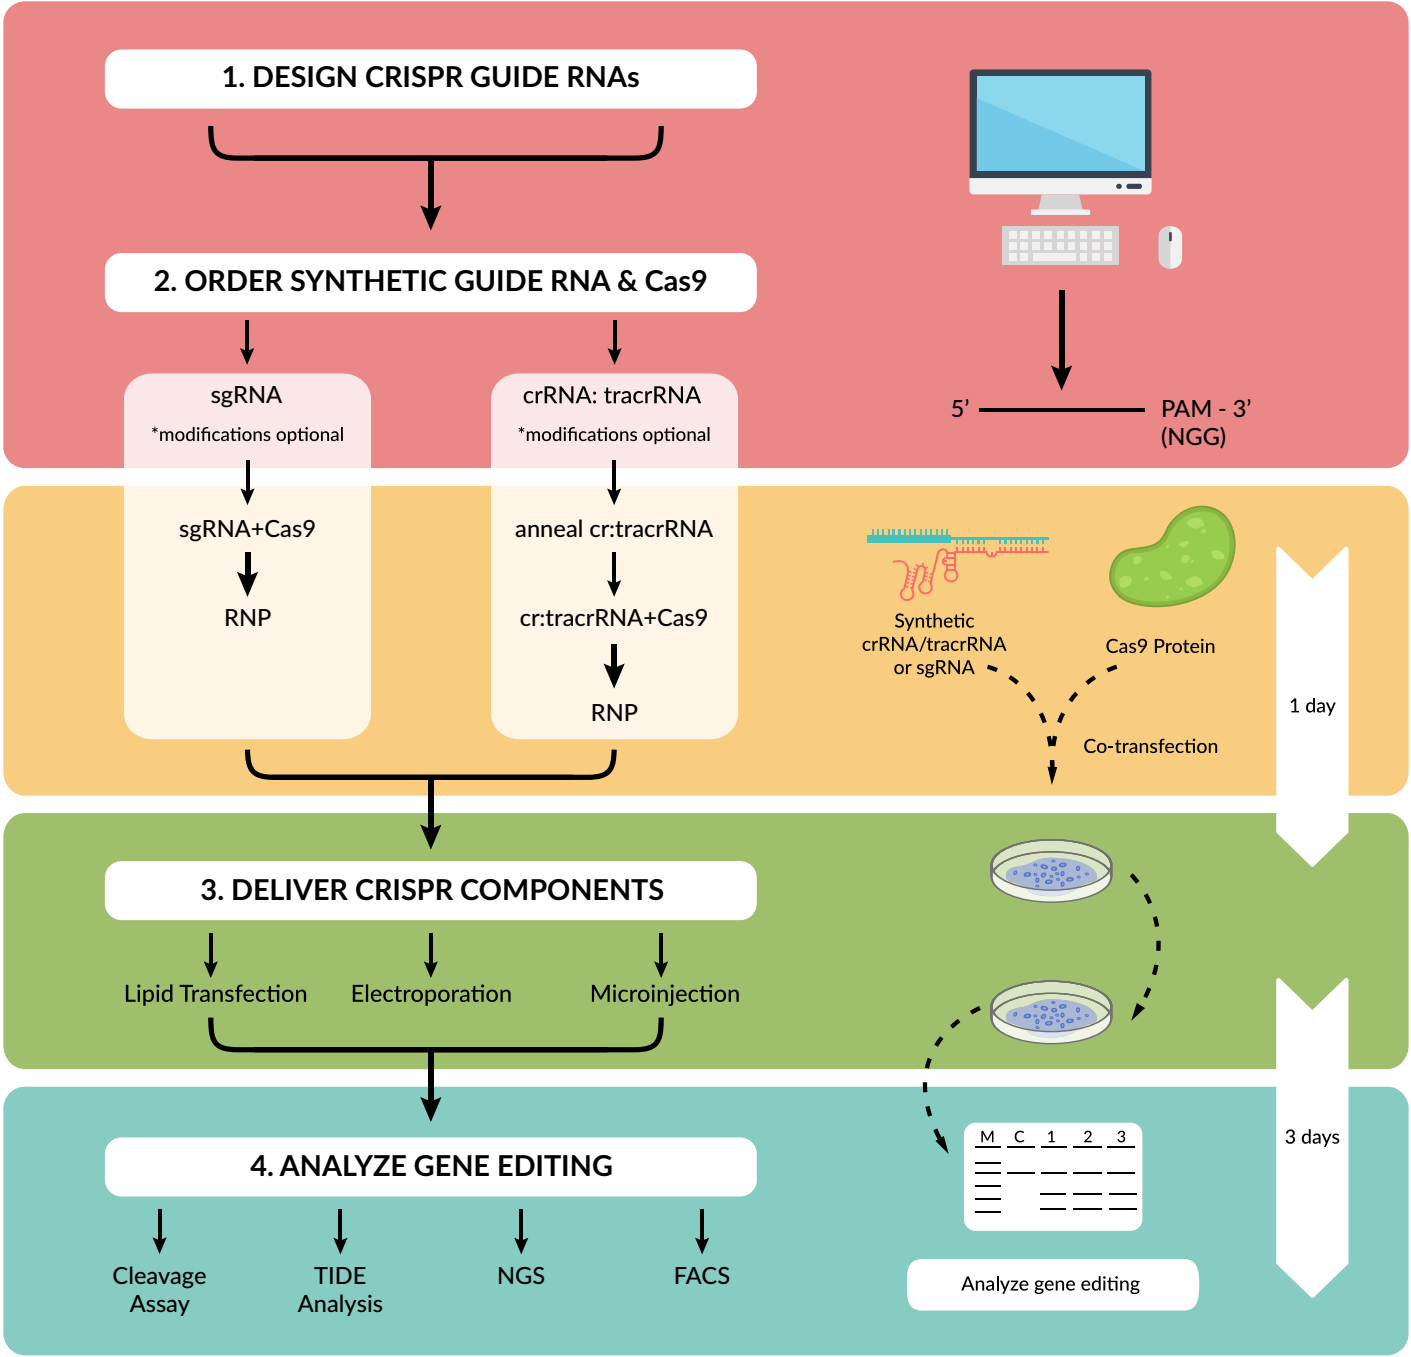 1. DESIGN CRISPR GUIDE RNAs
2. ORDER SYNTHETIC GUIDE RNA & Cas9
sgRNA
*modifications optional
sgRNA+Cas9
RNP
crRNA: tracrRNA
*modifications optional
anneal cr:tracrRNA
cr:tracrRNA+Cas9
RNP
5’
PAM - 3’
(NGG)
Synthetic
crRNA/tracrRNA
or sgRNA
Cas9 Protein
Co-transfection
1 day
3. DELIVER CRISPR COMPONENTS
Lipid Transfection
Electroporation
Microinjection
4. ANALYZE GENE EDITING
Cleavage
Assay
TIDE
Analysis
NGS
FACS
M C 1 2 3
Analyze gene editing
3 days